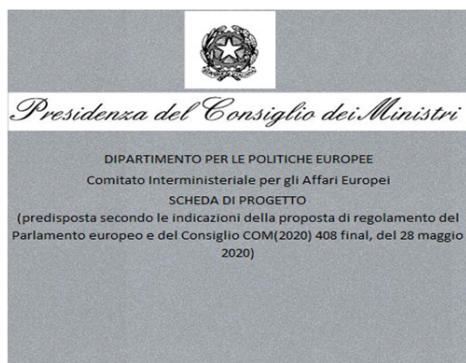 Presidenza del Consiglio dei Ministri
DIPARTIMENTO PER LE POLITICHE EUROPEE
Comitato Interministeriale per gli Affari Europei
SCHEDA DI PROGETTO
(predisposta secondo le indicazioni della proposta di regolamento del
Parlamento europeo e del Consiglio COM(2020) 408 final, del 28 maggio
2020)